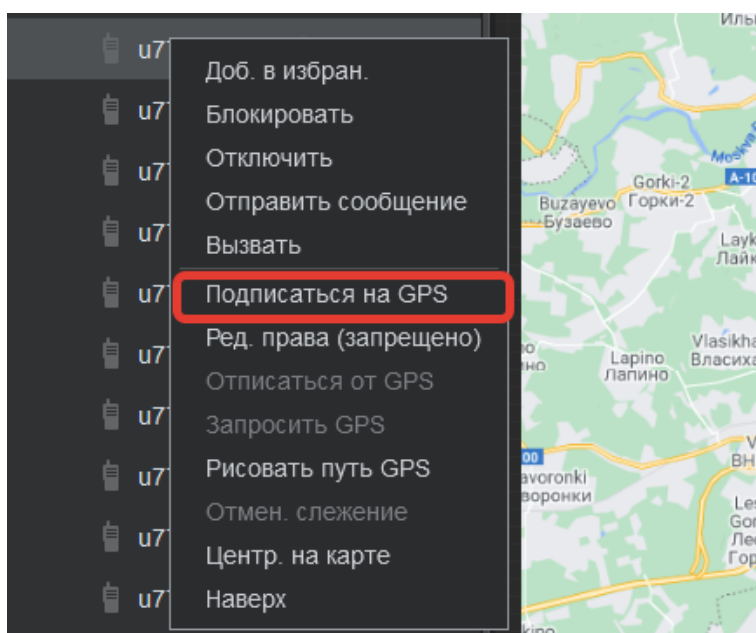 u7
u7
u7
u7
u7
u7
u7
u7
u7
u7
Доб. в избран.
Блокировать
Отключить
Отправить сообщение
Вызвать
Подписаться на GPS
Ред. права (запрещено)
Отписаться от GPS
Запросить GPS
Рисовать путь GPS
Отмен. слежение
Центр. на карте
Наверх
Moskva
Gorki-2
Горки-2
Buzayevo
Бузаево
Lapino
Лапино
Vlasikha
Власиха